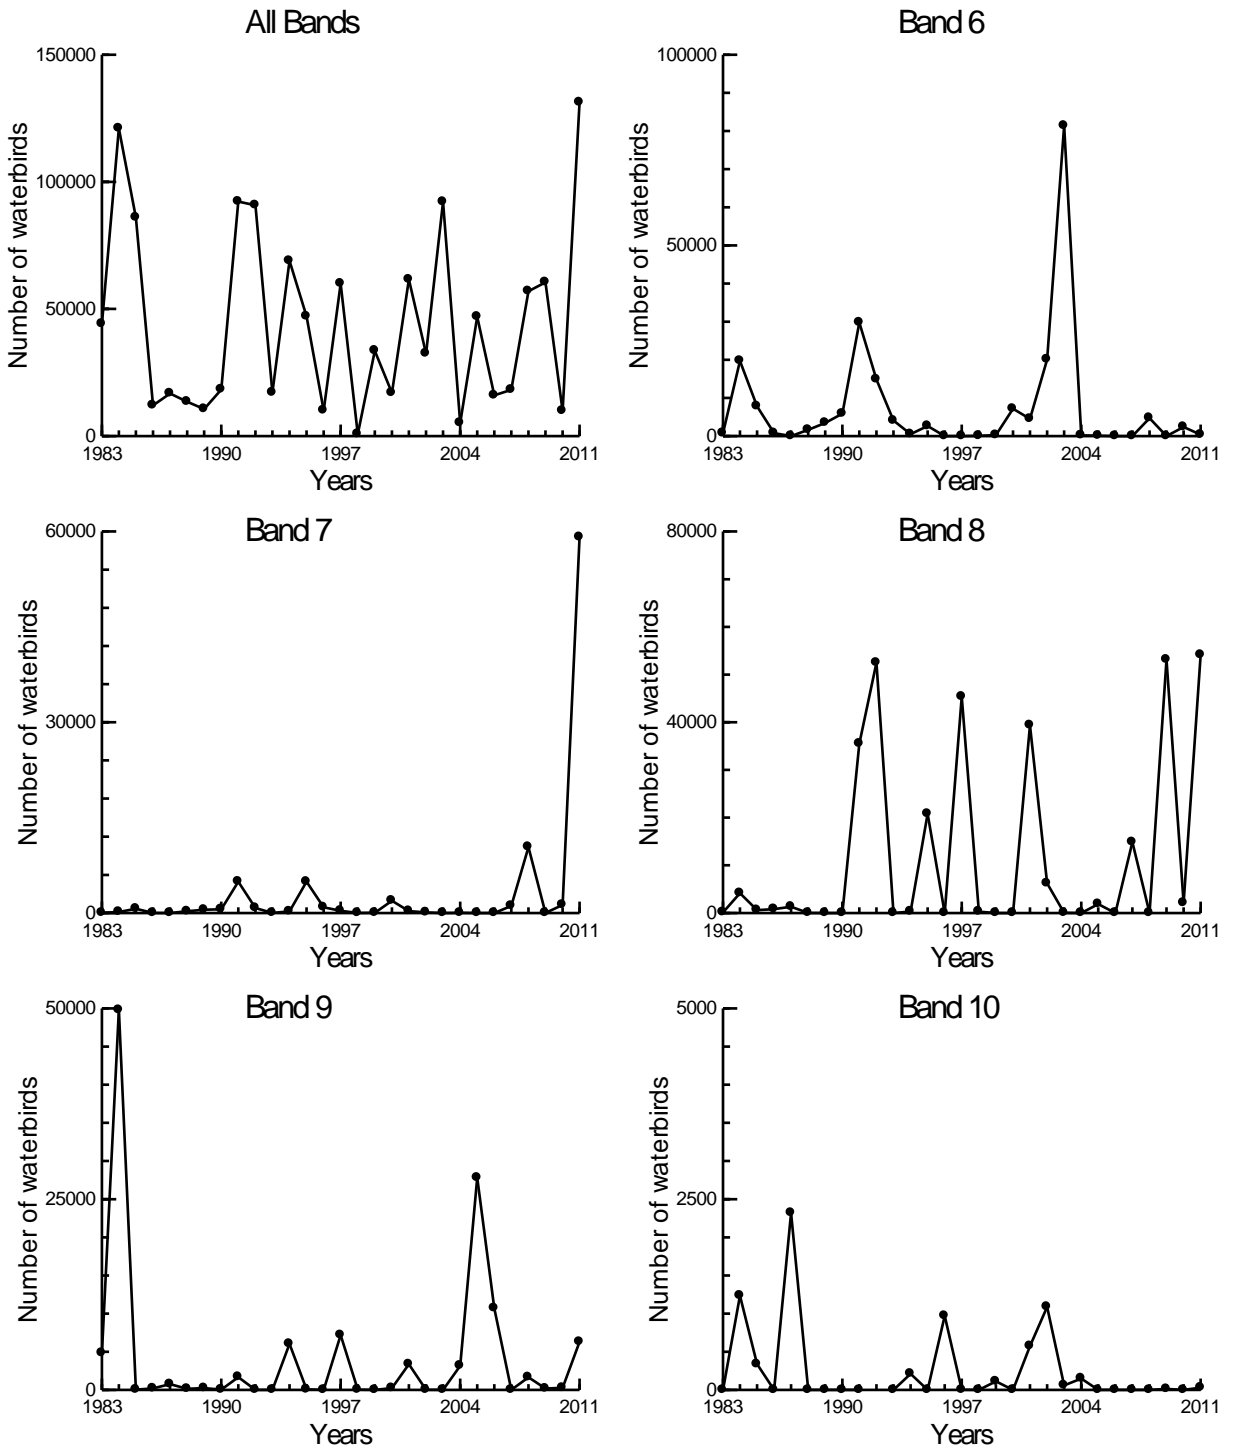 All Bands
150000
100000
50000
0
Number of waterbirds
1983 1990 1997 2004 2011
Years
Band 6
100000
50000
0
Number of waterbirds
1983 1990 1997 2004 2011
Years
Band 7
60000
30000
0
Number of waterbirds
1983 1990 1997 2004 2011
Years
Band 8
80000
40000
0
Number of waterbirds
1983 1990 1997 2004 2011
Years
Band 9
50000
25000
0
Number of waterbirds
1983 1990 1997 2004 2011
Years
Band 10
5000
2500
0
Number of waterbirds
1983 1990 1997 2004 2011
Years